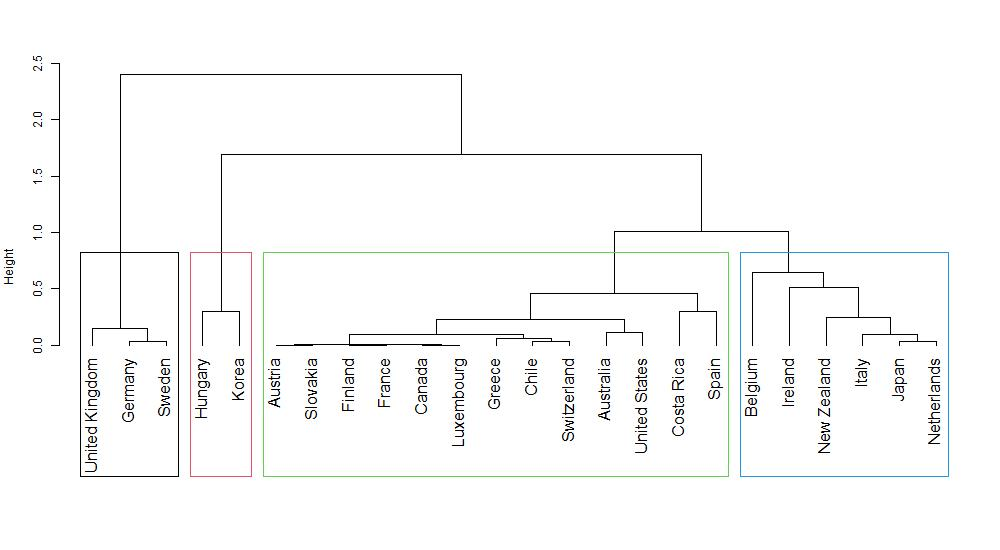 2.5
2.0
1.5
1.0
0.5
0.0
Height
United Kingdom
Germany
Sweden
Hungary
Korea
Austria
Slovakia
Finland
France
Canada
Luxembourg
Greece
Chile
Switzerland
Australia
United States
Costa Rica
Spain
Belgium
Ireland
New Zealand
Italy
Japan
Netherlands